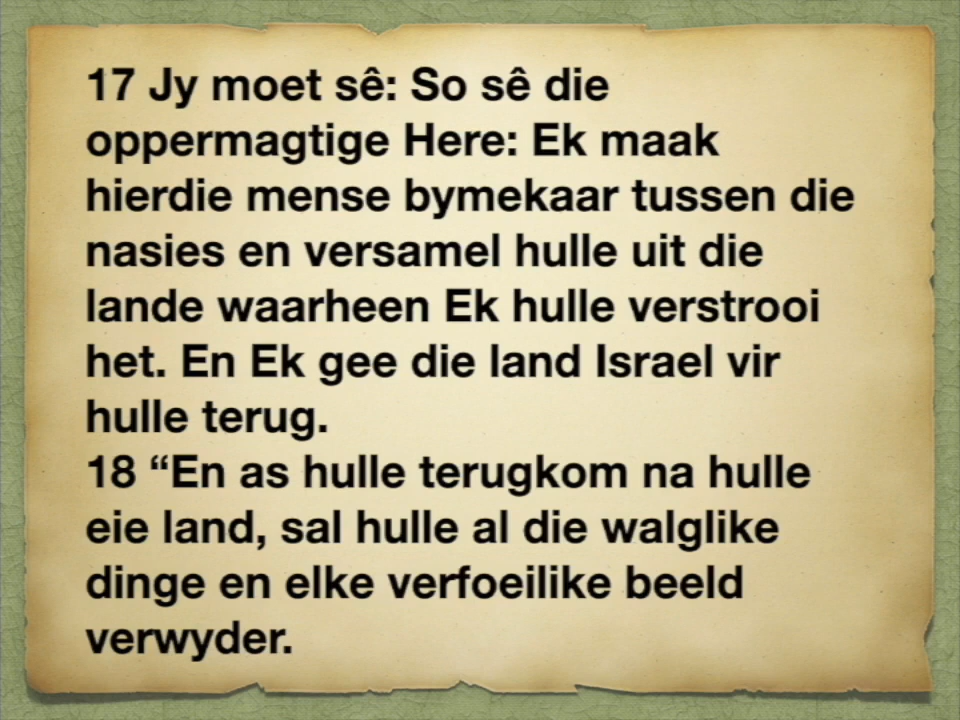 17 Jy moet sê: So sê die
oppermagtige Here: Ek maak
hierdie mense bymekaar tussen die
nasies en versamel hulle uit die
lande waarheen Ek hulle verstrooi
het. En Ek gee die land Israel vir
hulle terug.
18 “En as hulle terugkom na hulle
eie land, sal hulle al die walglike
dinge en elke verfoeilike beeld
verwyder.